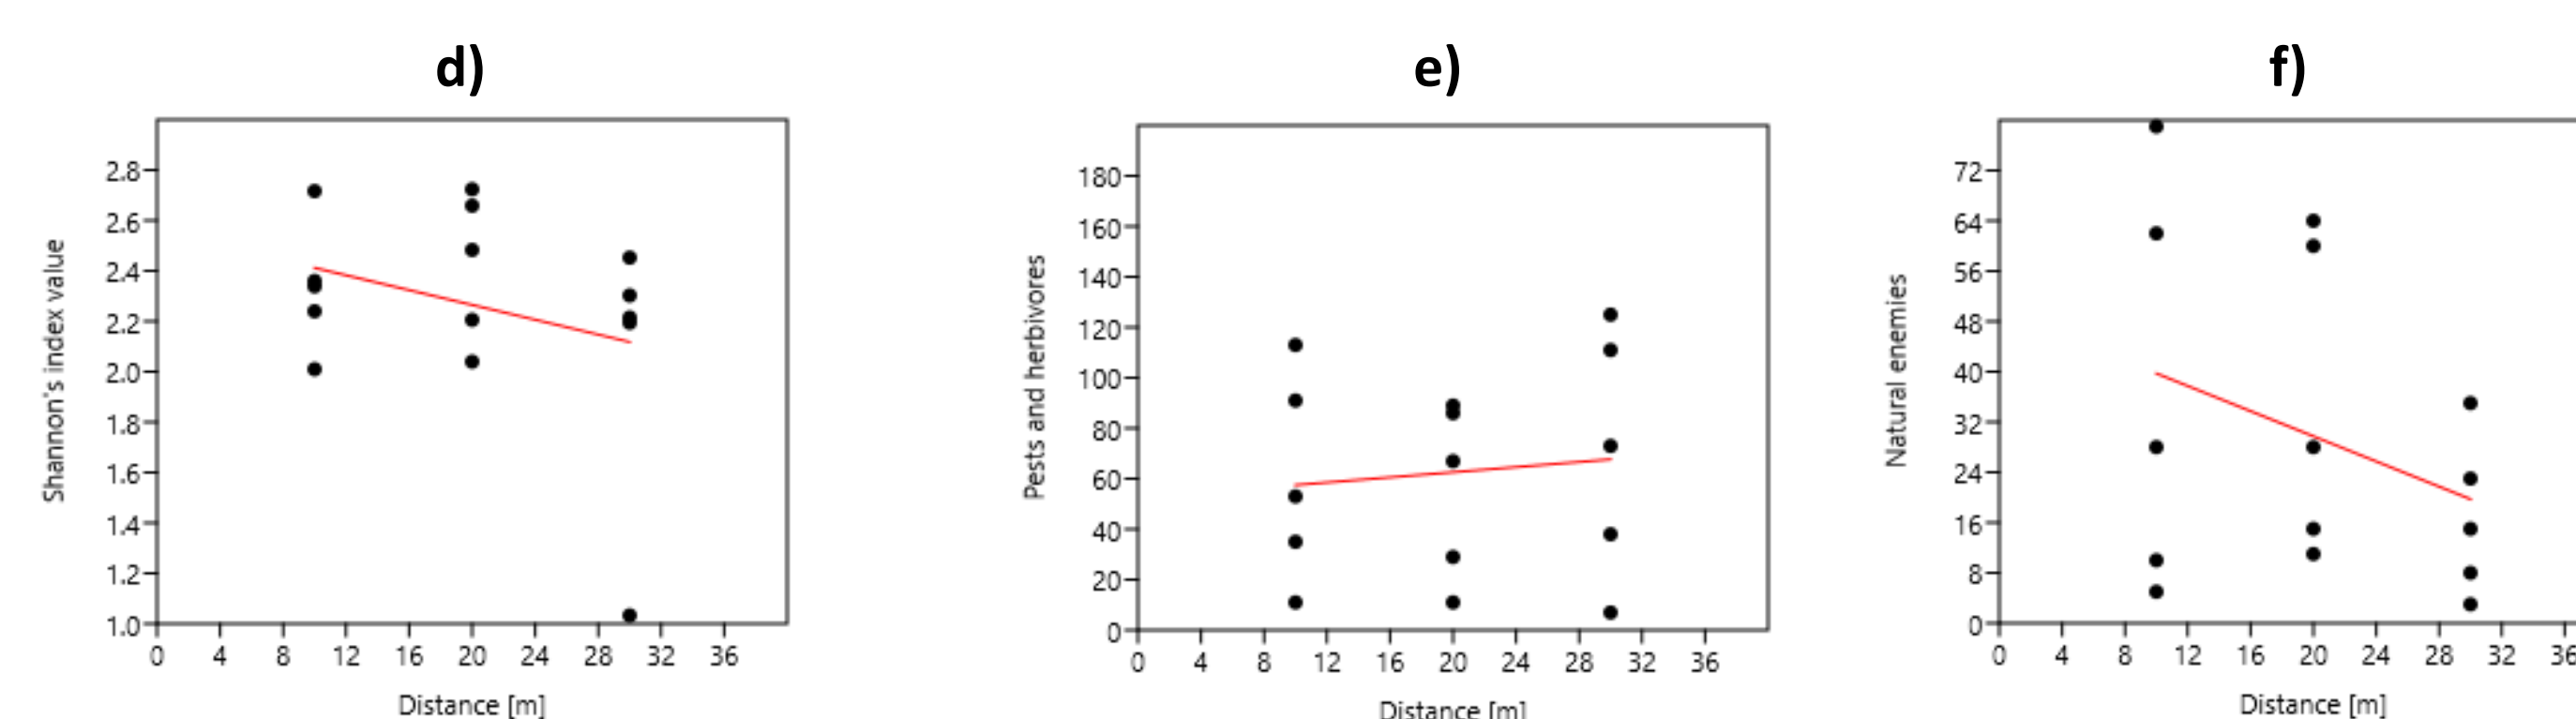 d)
2.8
2.6
2.4
2.2
2.0
1.8
1.6
1.4
1.2
1.0
0 4 8 12 16 20 24 28 32 36
Shannon's index value
Distance [m]
e)
180
160
140
120
100
80
60
40
20
0
0 4 8 12 16 20 24 28 32 36
Pests and herbivores
Distance [m]
f)
72
64
56
48
40
32
24
16
8
0
0 4 8 12 16 20 24 28 32 36
Natural enemies
Distance [m]